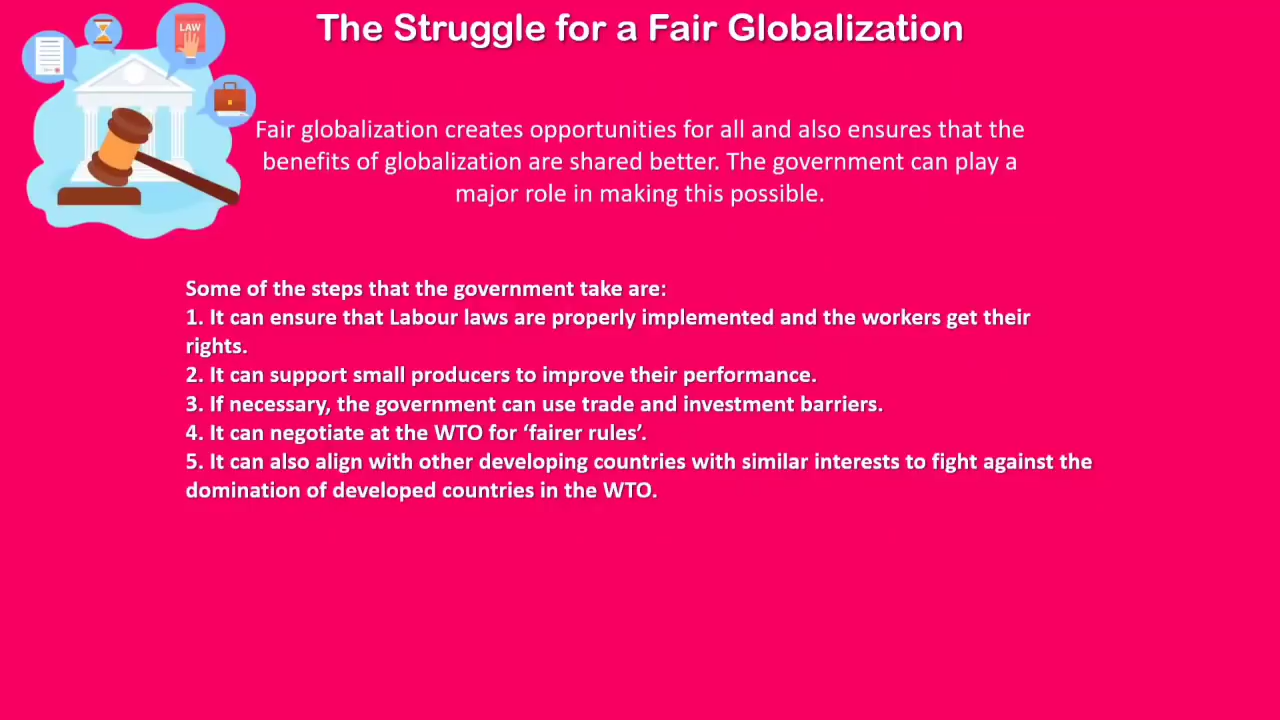 LAW
The Struggle for a Fair Globalization
Fair globalization creates opportunities for all and also ensures that the
benefits of globalization are shared better. The government can play a
major role in making this possible.
Some of the steps that the government take are:
1. It can ensure that Labour laws are properly implemented and the workers get their
rights.
2. It can support small producers to improve their performance.
3. If necessary, the government can use trade and investment barriers.
4. It can negotiate at the WTO for ‘fairer rules’.
5. It can also align with other developing countries with similar interests to fight against the
domination of developed countries in the WTO.